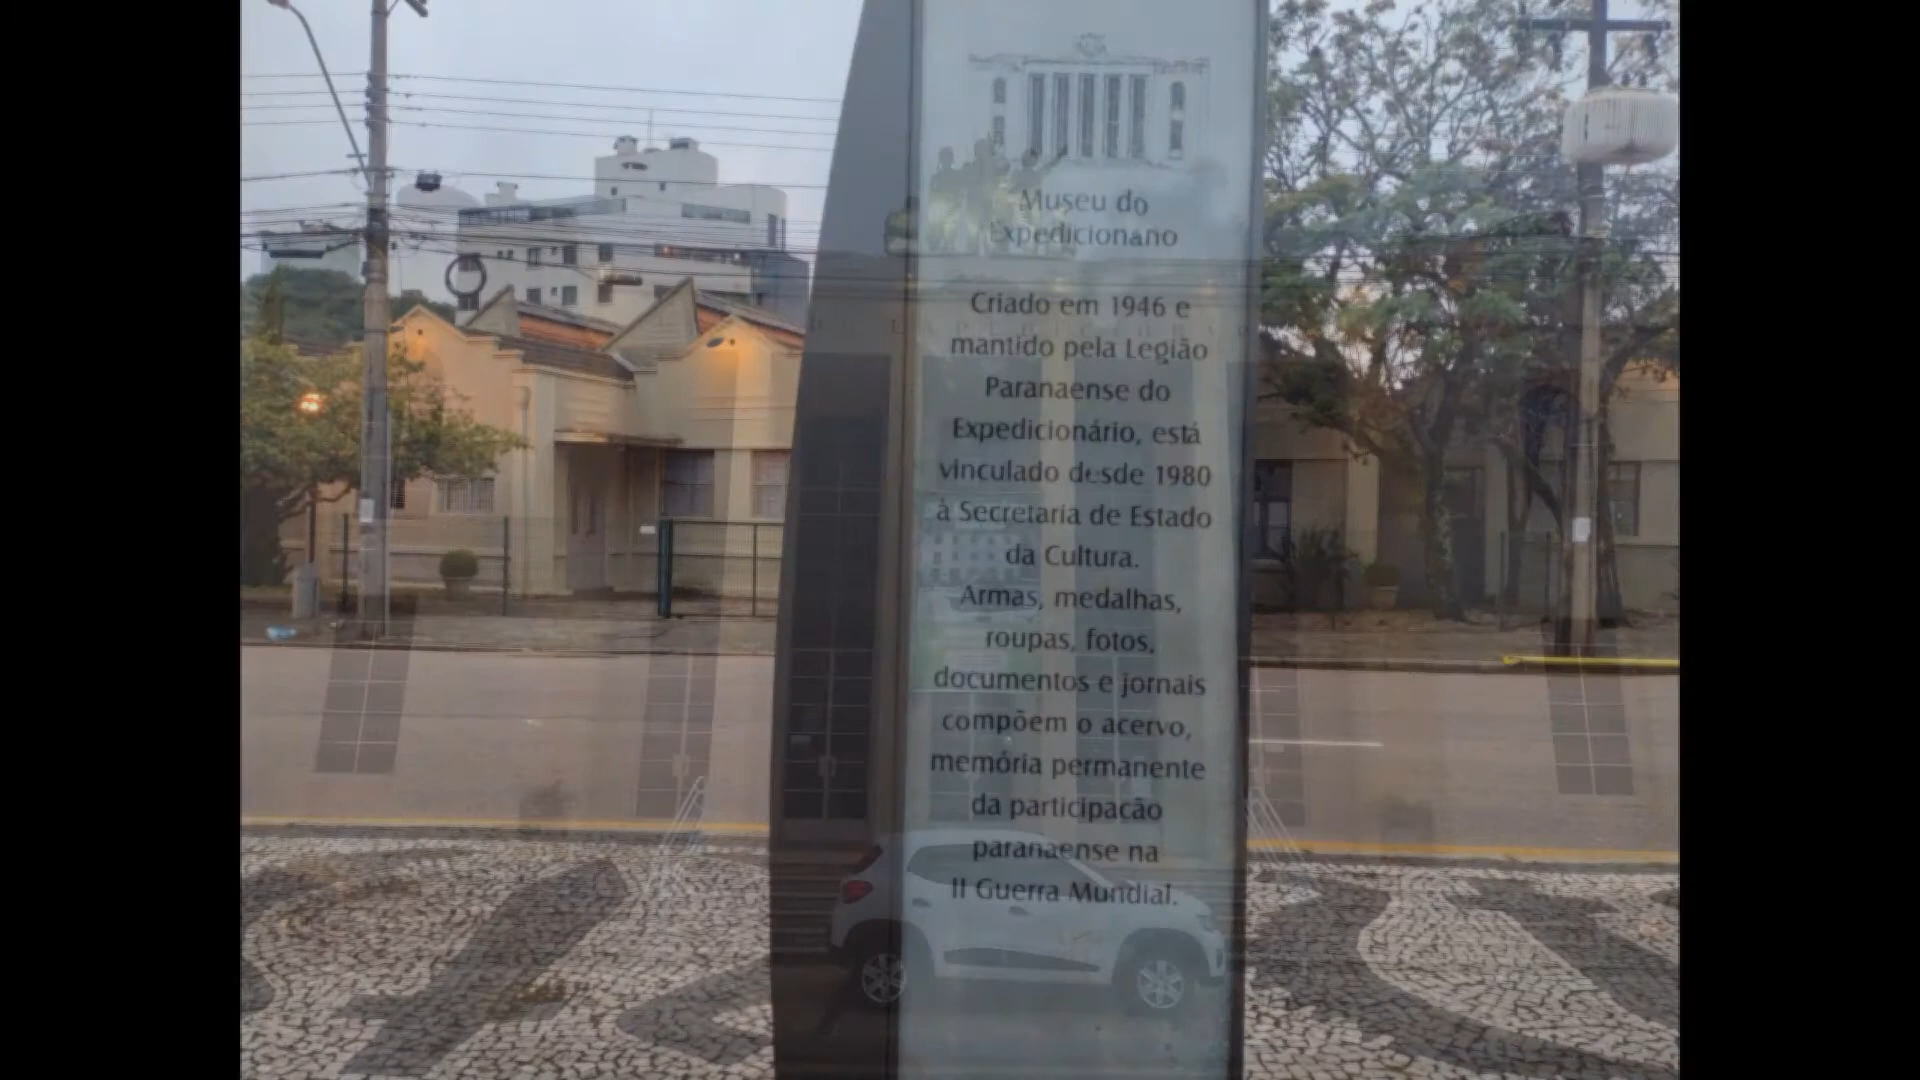 Museu do
Expedicionário
Criado em 1946 e
mantido pela Legião
Paranaense do
Expedicionário, está
vinculado desde 1980
à Secretaria de Estado
da Cultura.
Armas, medalhas,
roupas, fotos,
documentos e jornais
compõem o acervo,
memória permanente
da participação
paranaense na
II Guerra Mundial.